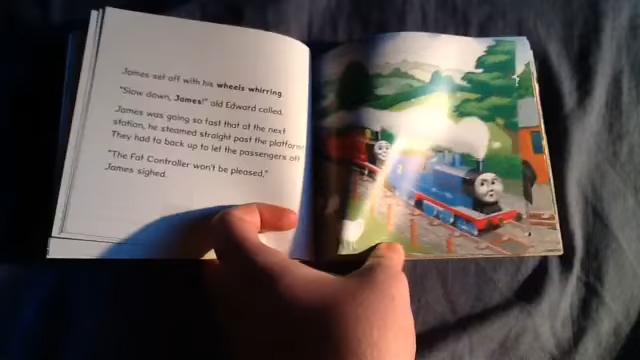 James set off with his wheels whirring.
"Slow down, James!" old Edward called.
James was going so fast that at the next
station, he steamed straight past the platform!
They had to back up to let the passengers off.
"The Fat Controller won't be pleased,"
James sighed.